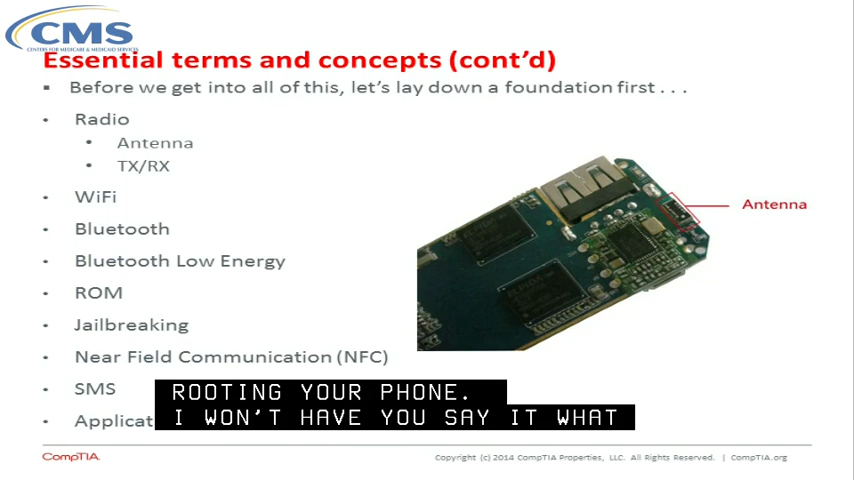 CMS
CENTERS FOR MEDICARE & MEDICAID SERVICES
Essential terms and concepts (cont'd)
▪ Before we get into all of this, let's lay down a foundation first . . .
• Radio
• Antenna
• TX/RX
• WiFi
• Bluetooth
• Bluetooth Low Energy
• ROM
• Jailbreaking
• Near Field Communication (NFC)
• SMS
• Applicat
Antenna
ROOTING YOUR PHONE.
I WON'T HAVE YOU SAY IT WHAT
CompTIA.
Copyright (c) 2014 CompTIA Properties, LLC. All Rights Reserved. | CompTIA.org